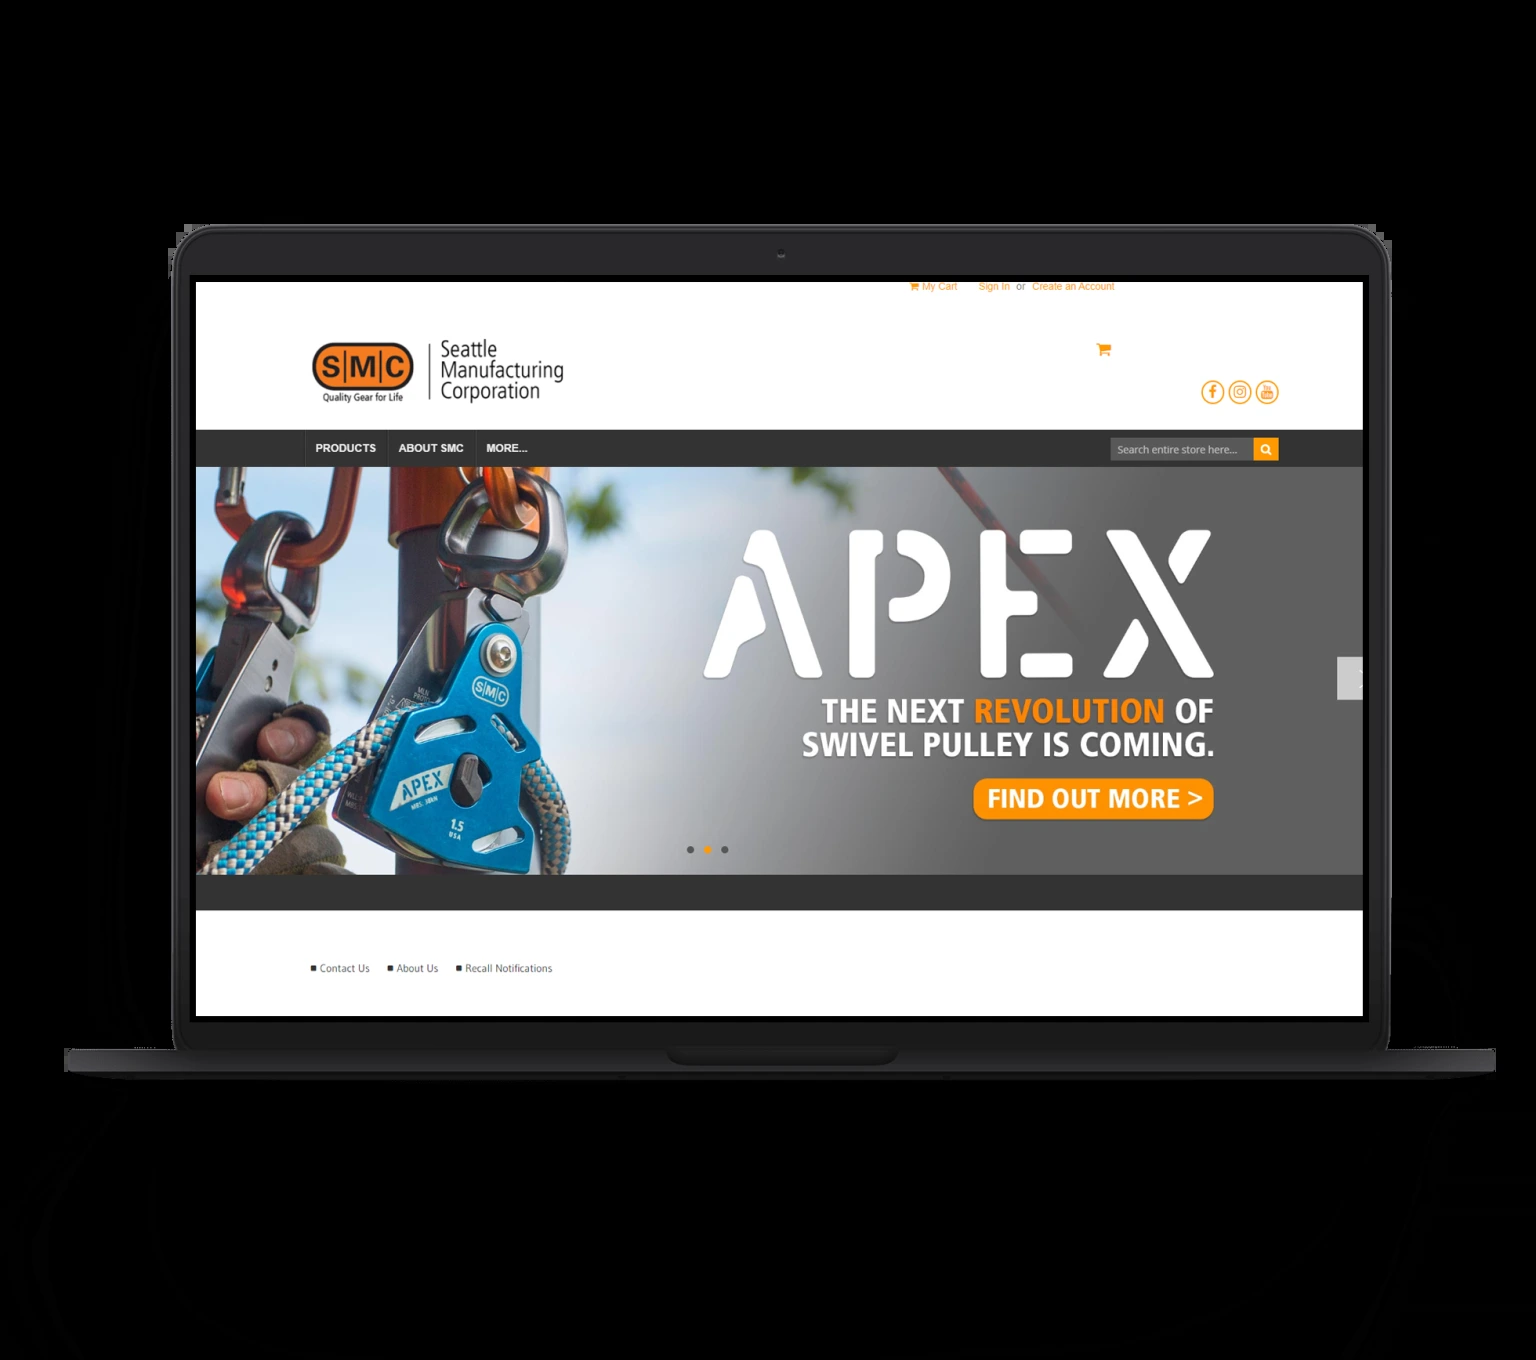 My Cart Sign In or Create an Account
S|M|C
Quality Gear for Life
Seattle
Manufacturing
Corporation
You
Tube
PRODUCTS ABOUT SMC MORE...
Search entire store here...
APEX
THE NEXT REVOLUTION OF
SWIVEL PULLEY IS COMING.
FIND OUT MORE >
S|M|C
APEX
1.5
USA
Contact Us About Us Recall Notifications